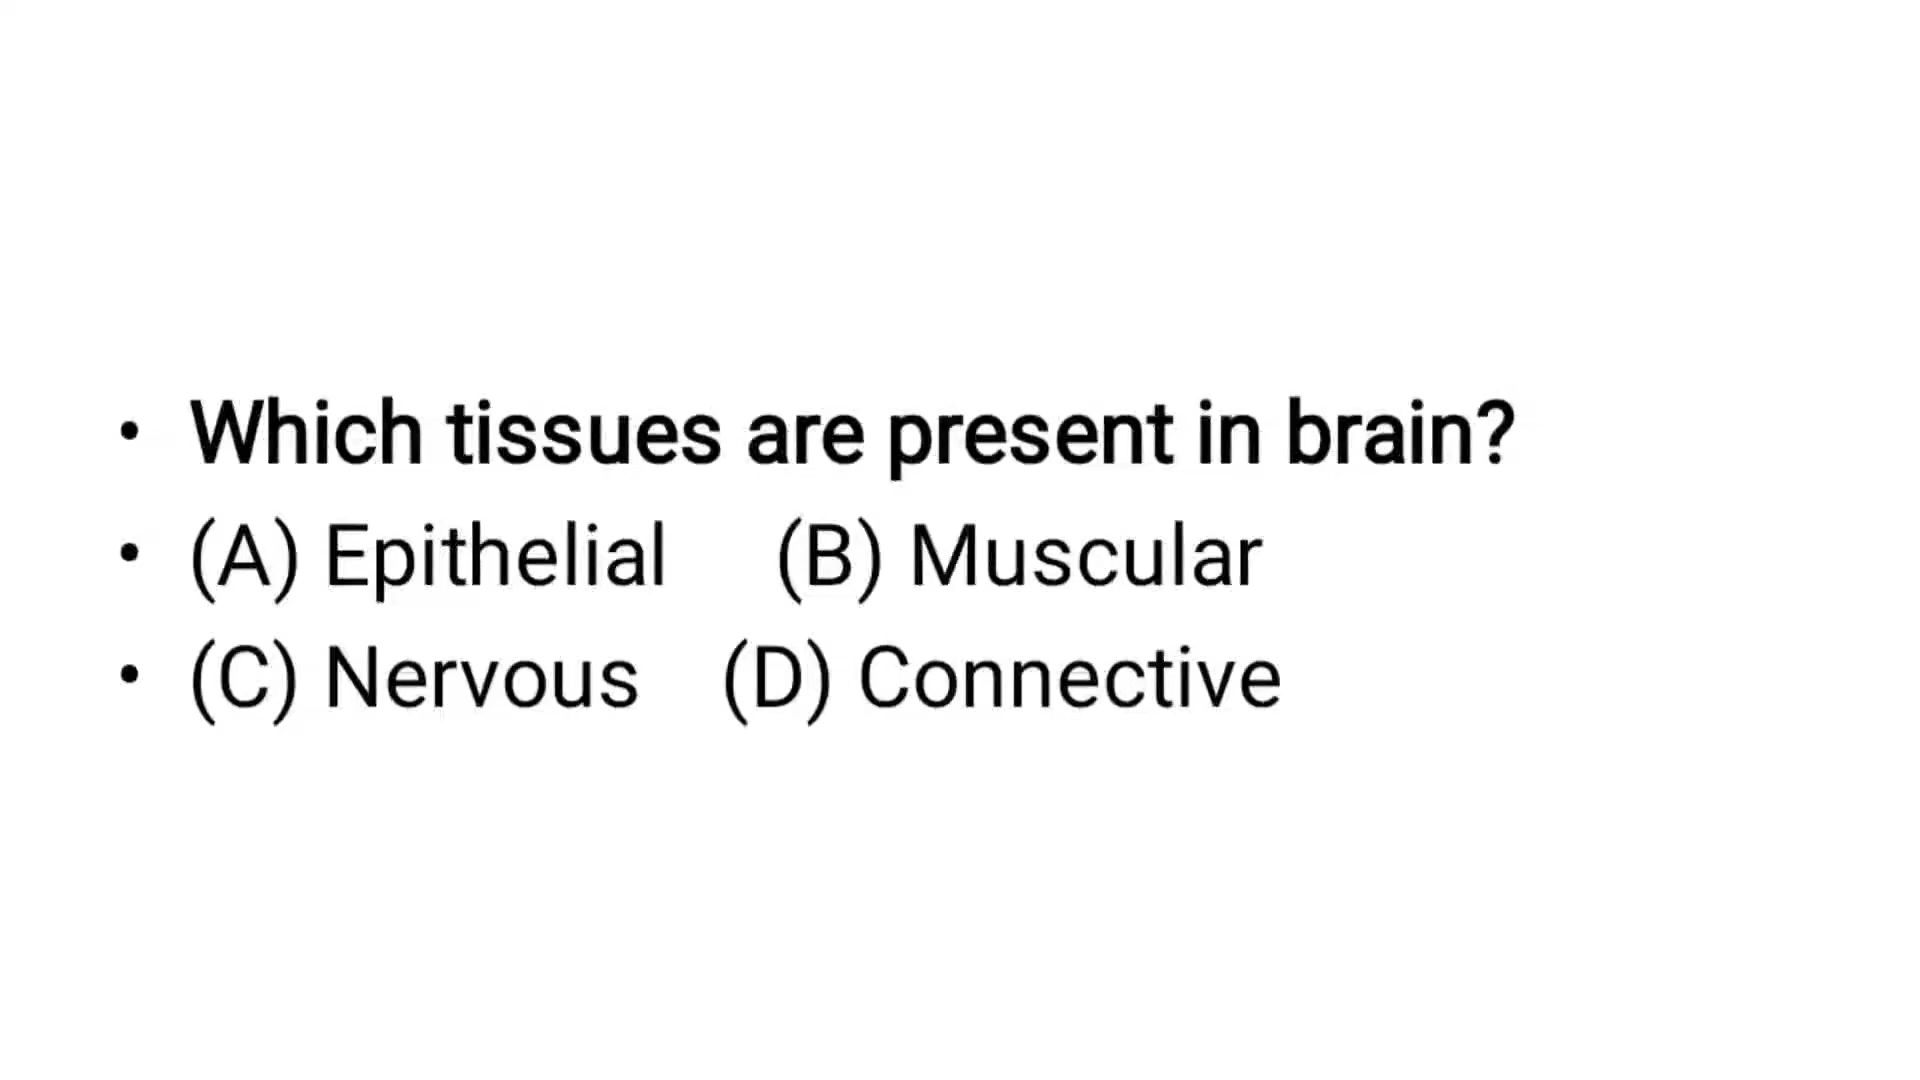 • Which tissues are present in brain?
• (A) Epithelial (B) Muscular
• (C) Nervous (D) Connective